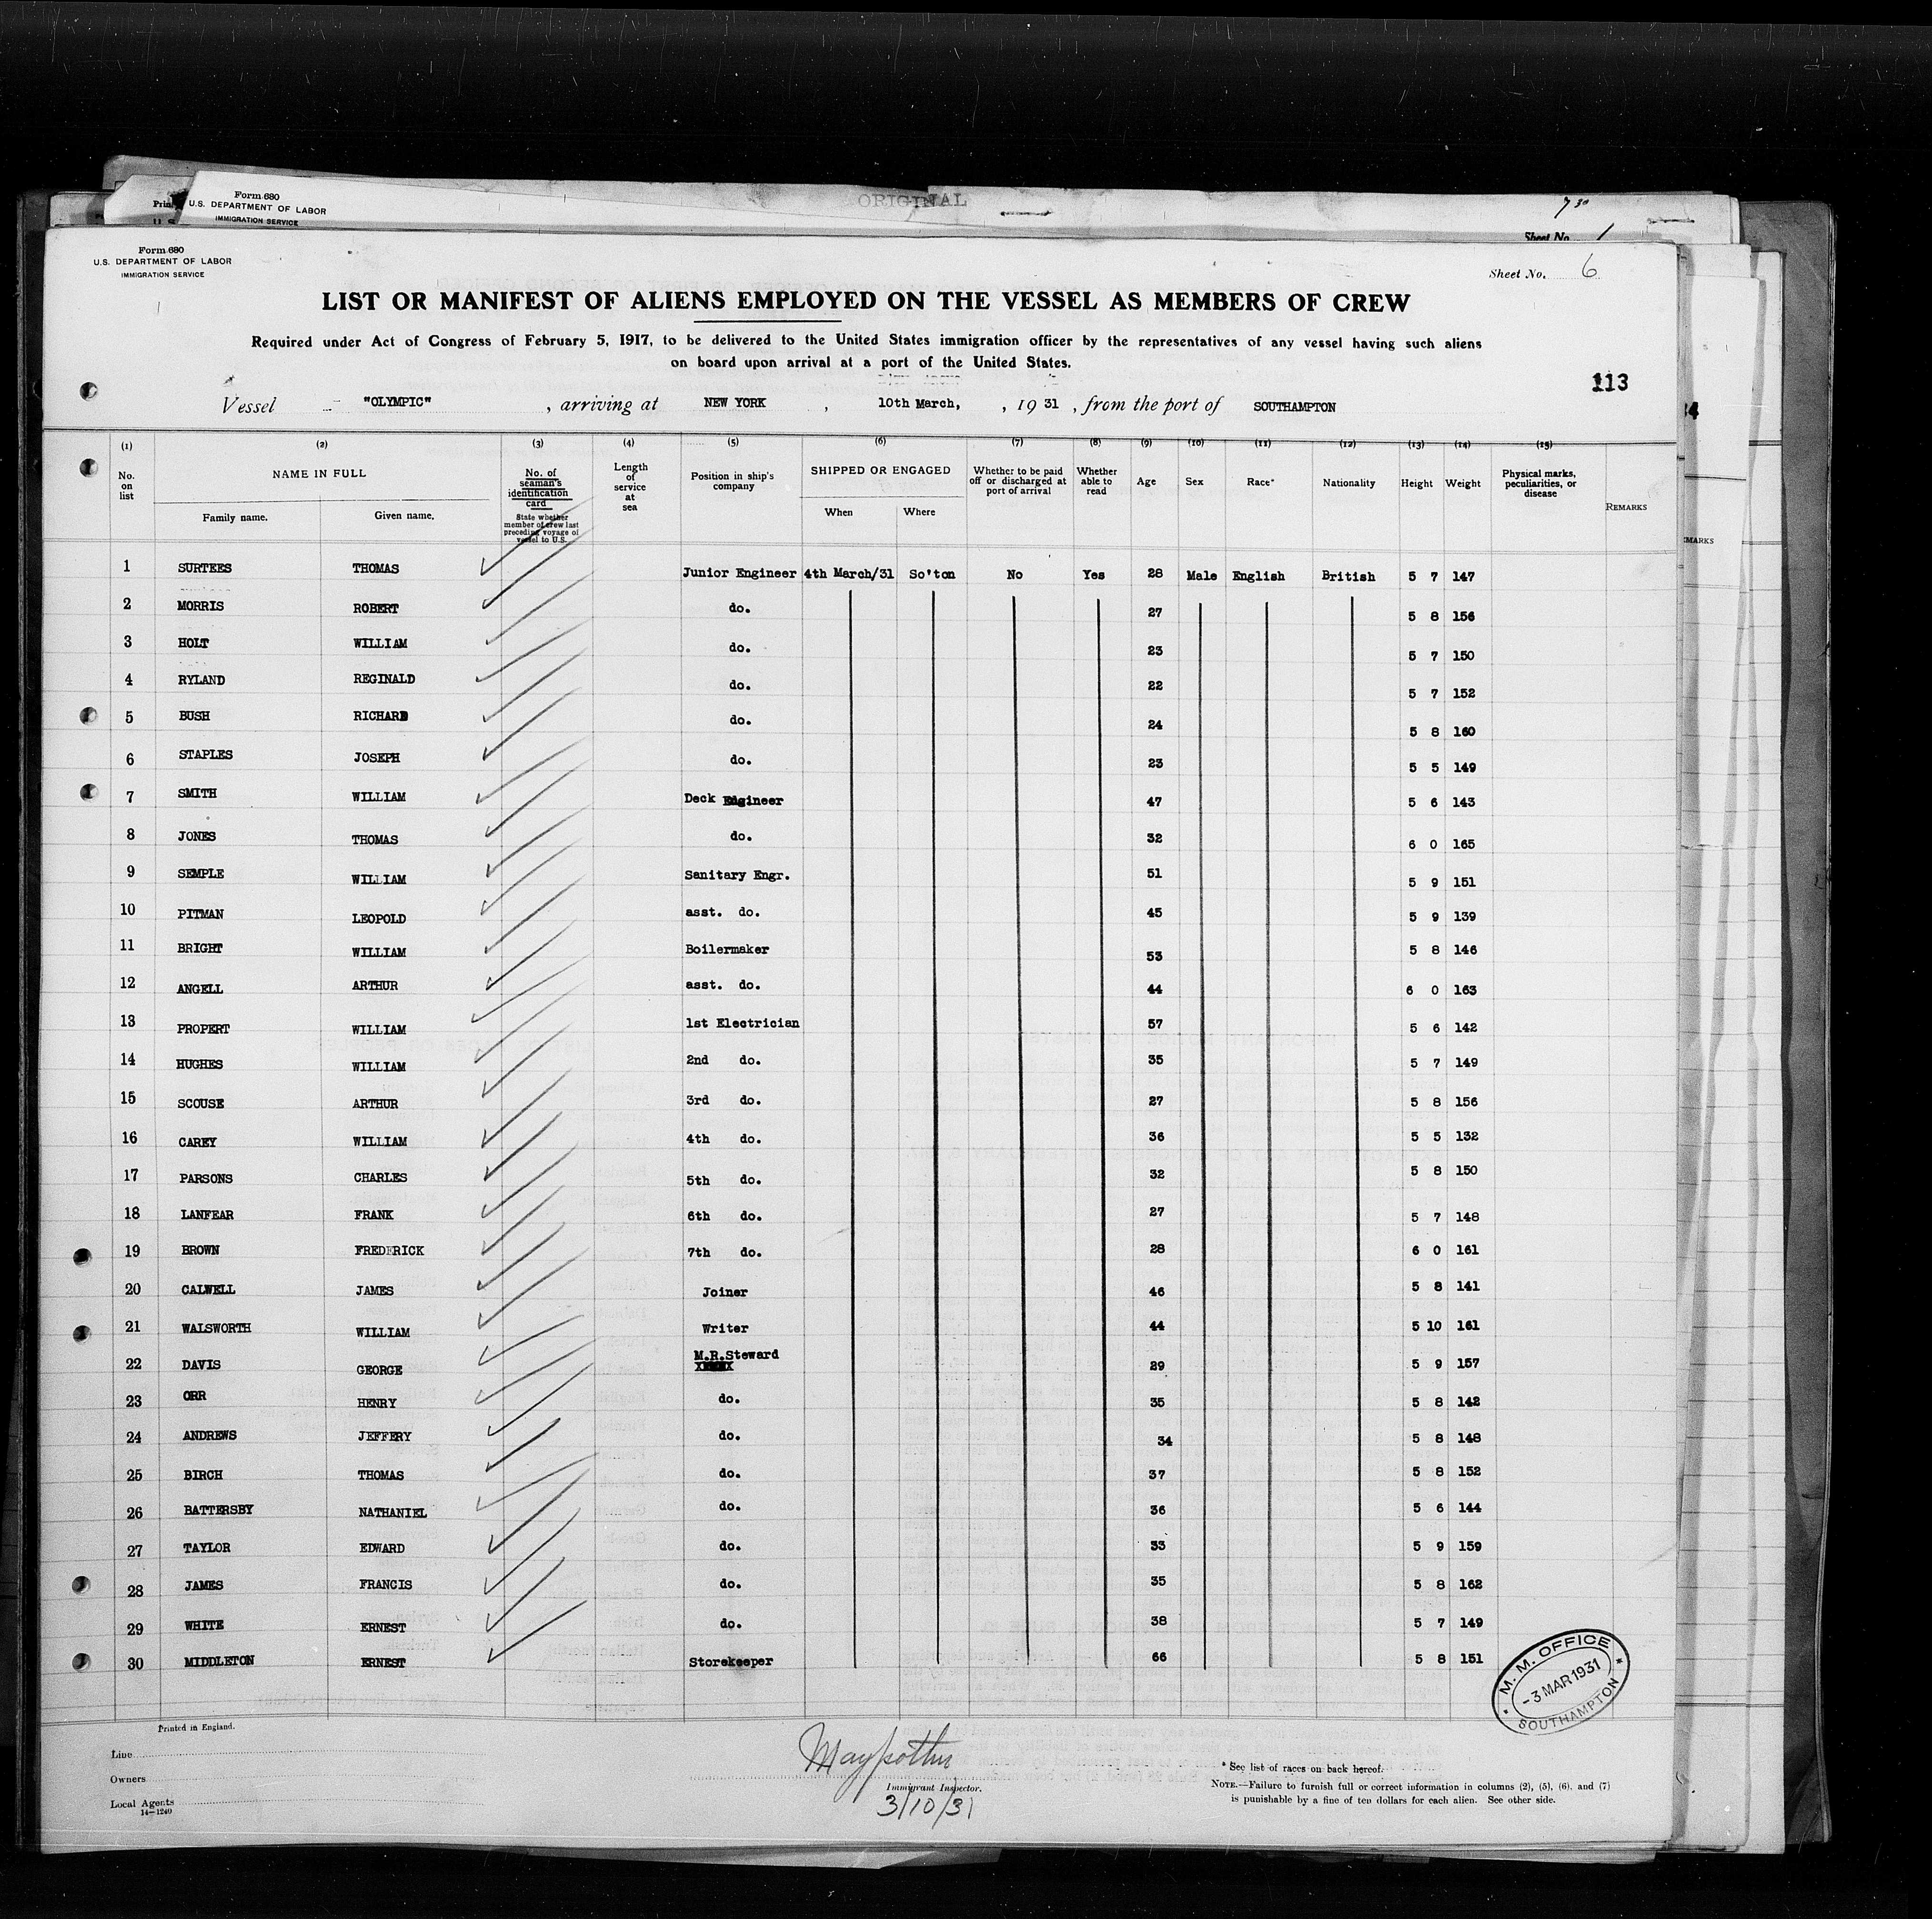 ORIGINAL
7 30
Form 680
U.S. DEPARTMENT OF LABOR
IMMIGRATION SERVICE
Sheet No. 1
Form 680
U.S. DEPARTMENT OF LABOR
IMMIGRATION SERVICE
Sheet No. 6
LIST OR MANIFEST OF ALIENS EMPLOYED ON THE VESSEL AS MEMBERS OF CREW
Required under Act of Congress of February 5, 1917, to be delivered to the United States immigration officer by the representatives of any vessel having such aliens
on board upon arrival at a port of the United States.
113
Vessel "OLYMPIC", arriving at NEW YORK, 10th March, , 1931, from the port of SOUTHAMPTON
(1) (2) (3) (4) (5) (6) (7) (8) (9) (10) (11) (12) (13) (14) (15)
No. on list NAME IN FULL Family name. Given name. No. of seaman's identification card State whether member of crew last preceding voyage of vessel to U.S. Length of service at sea Position in ship's company SHIPPED OR ENGAGED When Where Whether to be paid off or discharged at port of arrival Whether able to read Age Sex Race* Nationality Height Weight Physical marks, peculiarities, or disease REMARKS
1 SURTEES THOMAS Junior Engineer 4th March/31 So'ton No Yes 28 Male English British 5 7 147
2 MORRIS ROBERT do. 27 5 8 156
3 HOLT WILLIAM do. 23 5 7 150
4 RYLAND REGINALD do. 22 5 7 152
5 BUSH RICHARD do. 24 5 8 160
6 STAPLES JOSEPH do. 23 5 5 149
7 SMITH WILLIAM Deck Engineer 47 5 6 143
8 JONES THOMAS do. 32 6 0 165
9 SEMPLE WILLIAM Sanitary Engr. 51 5 9 151
10 PITMAN LEOPOLD asst. do. 45 5 9 139
11 BRIGHT WILLIAM Boilermaker 53 5 8 146
12 ANGELL ARTHUR asst. do. 44 6 0 163
13 PROPERT WILLIAM 1st Electrician 57 5 6 142
14 HUGHES WILLIAM 2nd do. 35 5 7 149
15 SCOUSE ARTHUR 3rd do. 27 5 8 156
16 CAREY WILLIAM 4th do. 36 5 5 132
17 PARSONS CHARLES 5th do. 32 5 8 150
18 LANFEAR FRANK 6th do. 27 5 7 148
19 BROWN FREDERICK 7th do. 28 6 0 161
20 CALWELL JAMES Joiner 46 5 8 141
21 WALSWORTH WILLIAM Writer 44 5 10 161
22 DAVIS GEORGE M.R.Steward 29 5 9 157
23 ORR HENRY do. 35 5 8 142
24 ANDREWS JEFFERY do. 34 5 8 148
25 BIRCH THOMAS do. 37 5 8 152
26 BATTERSBY NATHANIEL do. 36 5 6 144
27 TAYLOR EDWARD do. 33 5 9 159
28 JAMES FRANCIS do. 35 5 8 162
29 WHITE ERNEST do. 38 5 7 149
30 MIDDLETON ERNEST Storekeeper 66 5 8 151
M. M. OFFICE
-3 MAR 1931
SOUTHAMPTON
Printed in England.
Line
Owners
Local Agents
14-1240
Immigrant Inspector.
3/10/31
* See list of races on back hereof.
NOTE.—Failure to furnish full or correct information in columns (2), (5), (6), and (7)
is punishable by a fine of ten dollars for each alien. See other side.